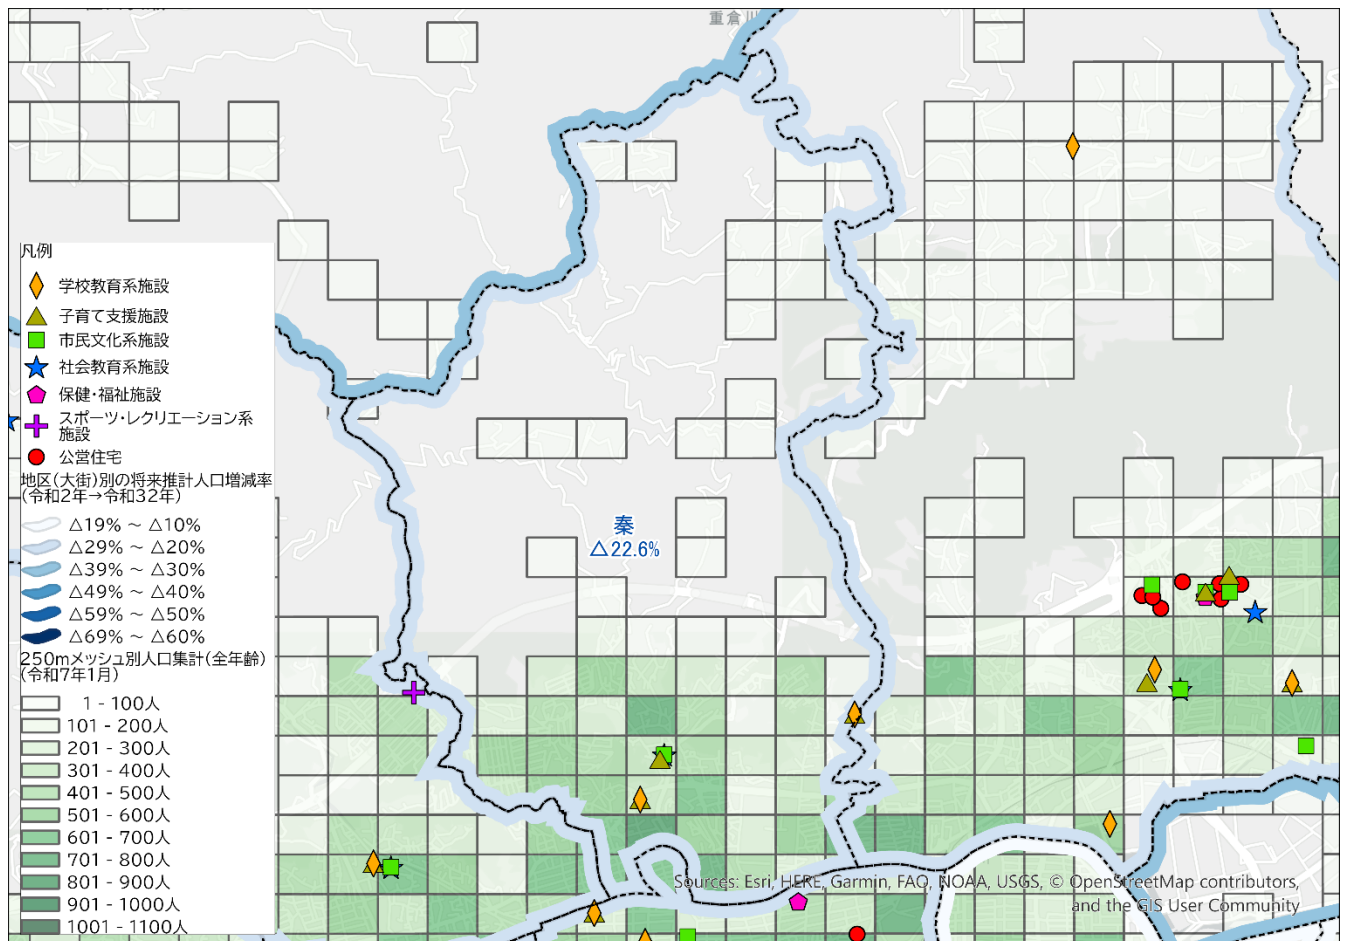 重倉川
凡例
学校教育系施設
子育て支援施設
市民文化系施設
社会教育系施設
保健・福祉施設
スポーツ・レクリエーション系
施設
公営住宅
地区(大街)別の将来推計人口増減率
(令和2年→令和32年)
△19% ～ △10%
△29% ～ △20%
△39% ～ △30%
△49% ～ △40%
△59% ～ △50%
△69% ～ △60%
250mメッシュ別人口集計(全年齢)
(令和7年1月)
1 - 100人
101 - 200人
201 - 300人
301 - 400人
401 - 500人
501 - 600人
601 - 700人
701 - 800人
801 - 900人
901 - 1000人
1001 - 1100人
秦
△22.6%
Sources: Esri, HERE, Garmin, FAO, NOAA, USGS, © OpenStreetMap contributors,
and the GIS User Community